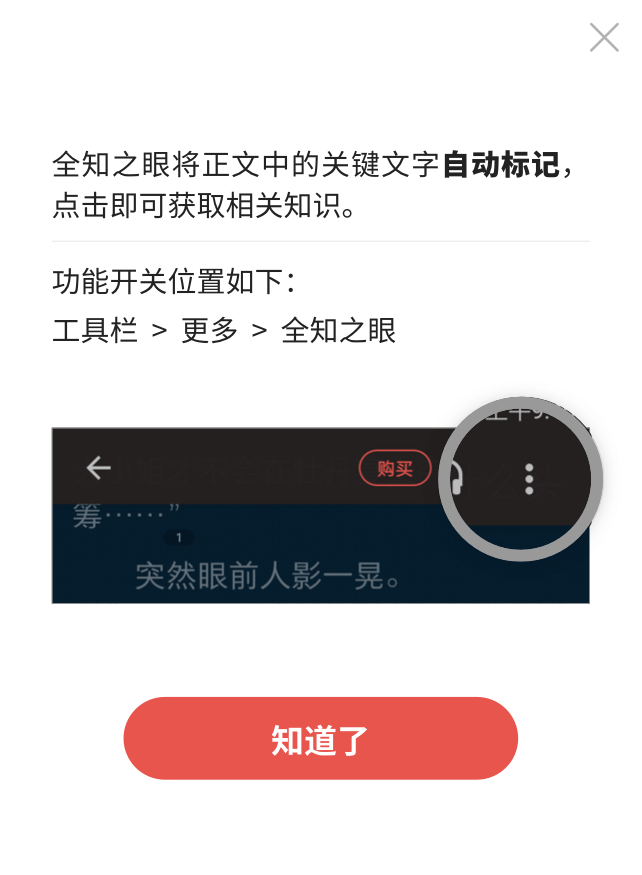 全知之眼将正文中的关键文字自动标记，
点击即可获取相关知识。
功能开关位置如下：
工具栏 > 更多 > 全知之眼
购买
筹……”
1
突然眼前人影一晃。
知道了